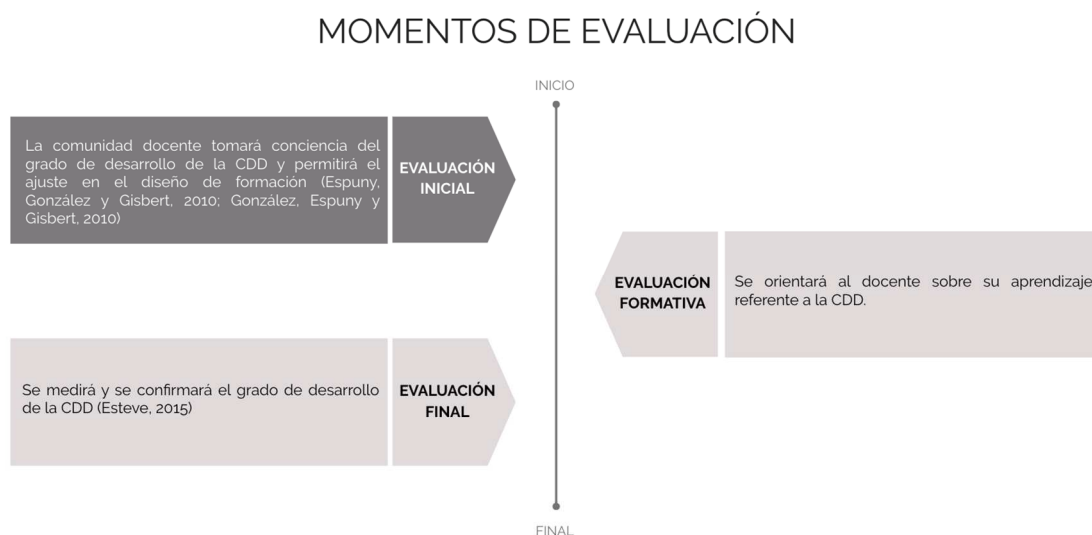 MOMENTOS DE EVALUACIÓN
INICIO
La comunidad docente tomará conciencia del
grado de desarrollo de la CDD y permitirá el
ajuste en el diseño de formación (Espuny,
González y Gisbert, 2010; González, Espuny y
Gisbert, 2010)
EVALUACIÓN
INICIAL
EVALUACIÓN
FORMATIVA
Se orientará al docente sobre su aprendizaje
referente a la CDD.
Se medirá y se confirmará el grado de desarrollo
de la CDD (Esteve, 2015)
EVALUACIÓN
FINAL
FINAL